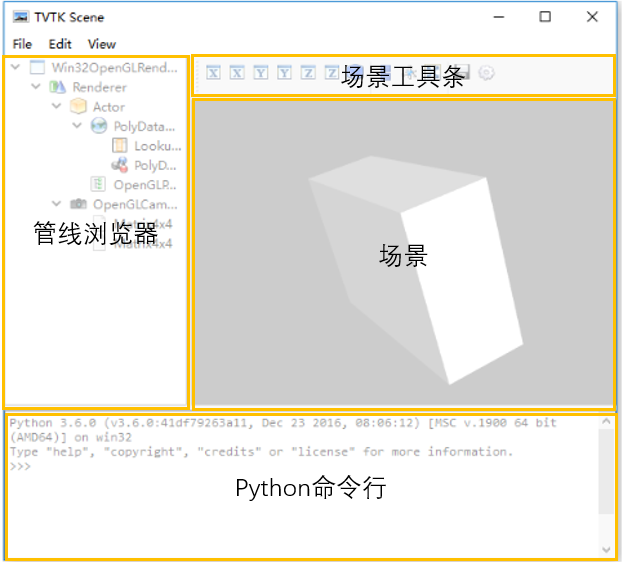 TVTK Scene
File Edit View
Win32OpenGLRend...
Renderer
Actor
PolyData...
Looku...
PolyD...
OpenGLP...
OpenGLCam...
Matrix4x4
Matrix4x4
管线浏览器
X X Y Y Z Z
场景工具条
场景
Python 3.6.0 (v3.6.0:41df79263a11, Dec 23 2016, 08:06:12) [MSC v.1900 64 bit
(AMD64)] on win32
Type "help", "copyright", "credits" or "license" for more information.
>>>
Python命令行